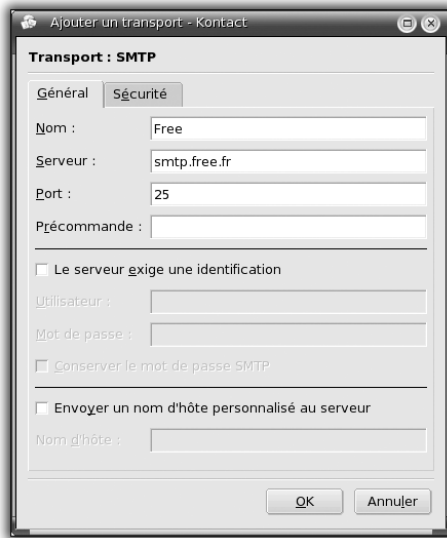 Ajouter un transport - Kontact
Transport : SMTP
Général
Sécurité
Nom :
Free
Serveur :
smtp.free.fr
Port :
25
Précommande :
Le serveur exige une identification
Utilisateur :
Mot de passe :
Conserver le mot de passe SMTP
Envoyer un nom d'hôte personnalisé au serveur
Nom d'hôte :
OK
Annuler